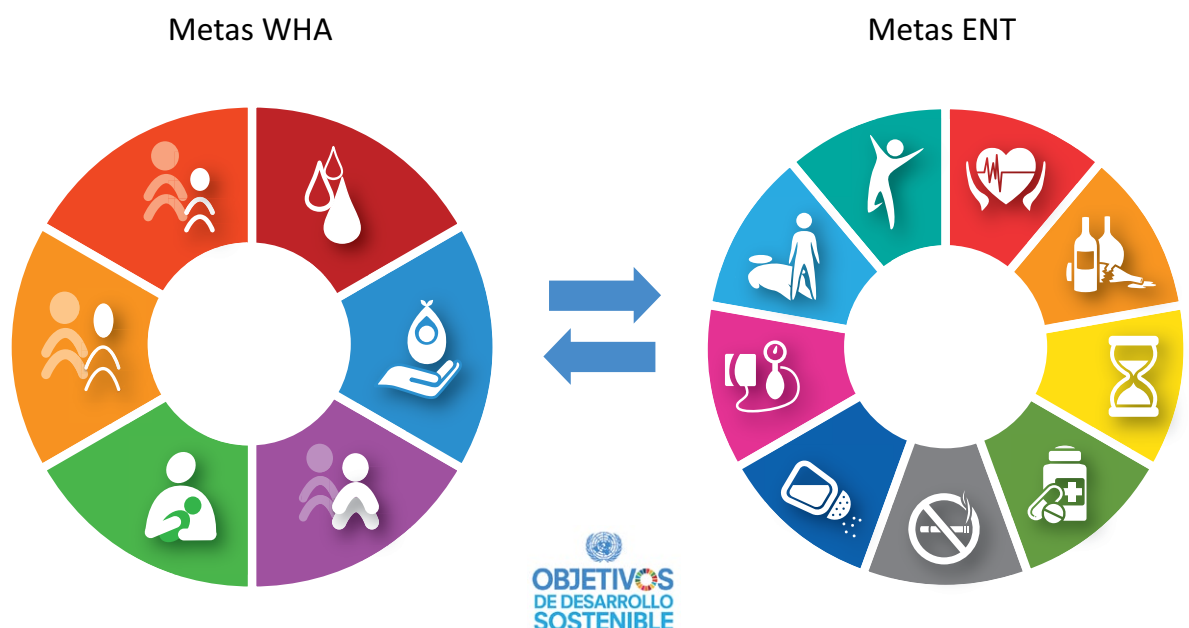 Metas WHA
Metas ENT
OBJETIVOS
DE DESARROLLO
SOSTENIBLE